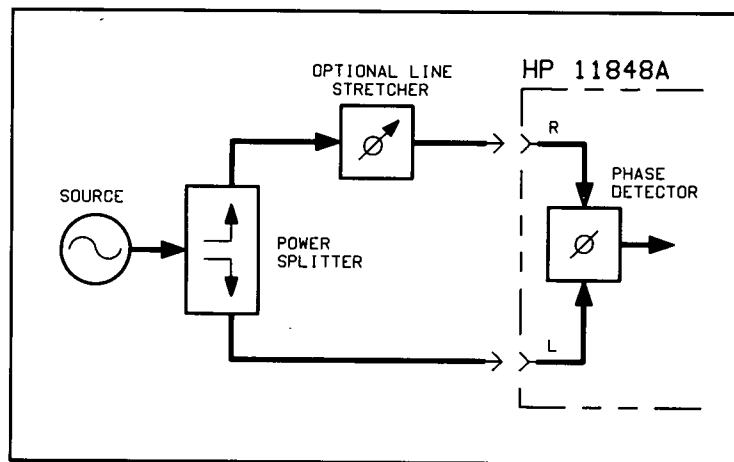 OPTIONAL LINE
STRETCHER
HP 11848A
R
PHASE
DETECTOR
SOURCE
POWER
SPLITTER
L